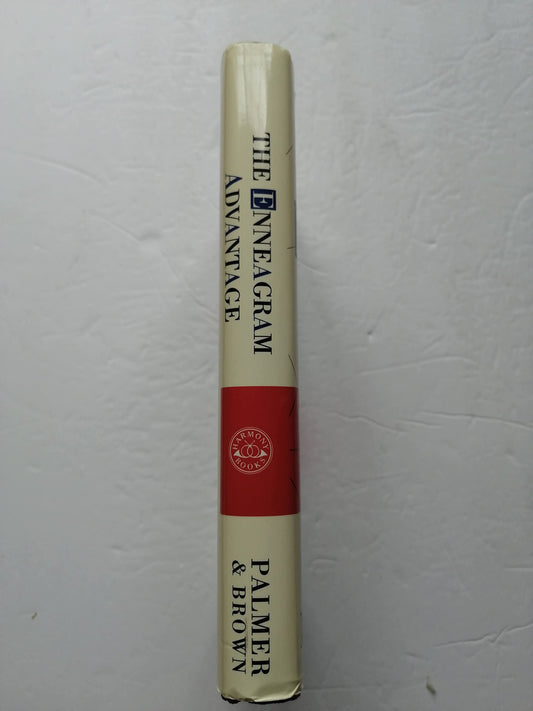 THE ENNEAGRAM
ADVANTAGE
HARMONY
BOOKS
PALMER
& BROWN